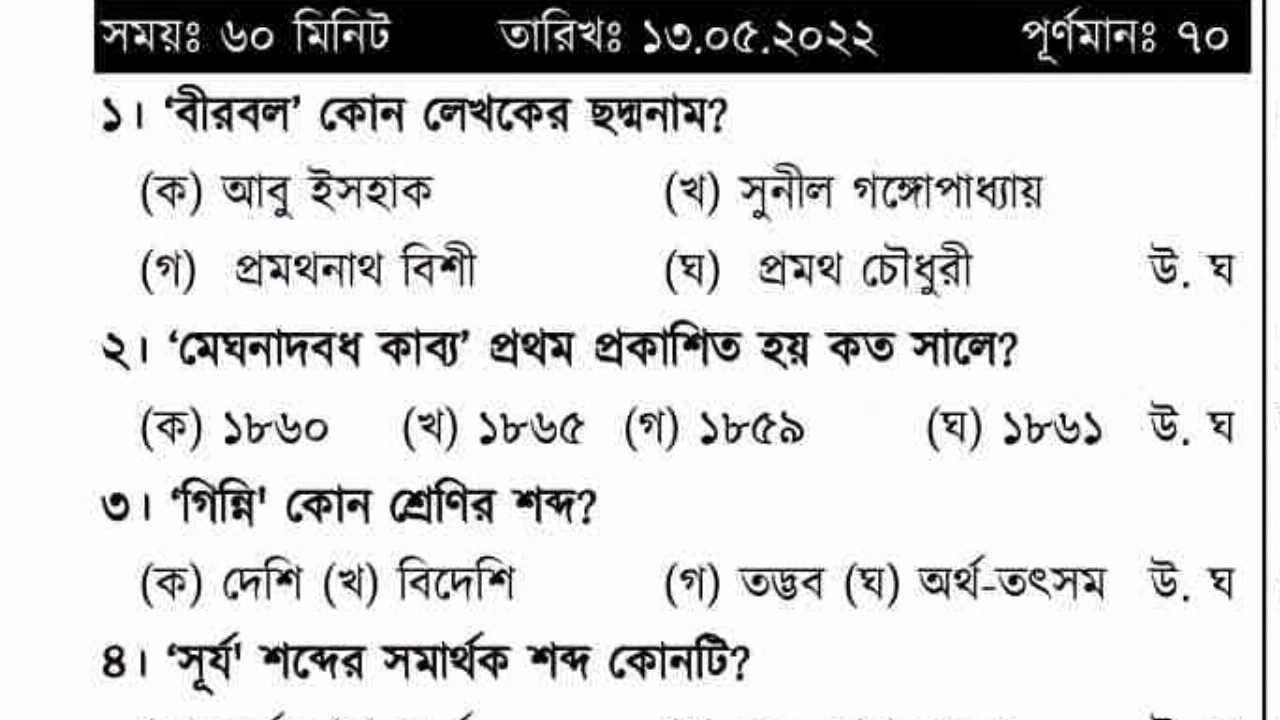 সময়ঃ ৬০ মিনিট তারিখঃ ১৩.০৫.২০২২ পূর্ণমানঃ ৭০
১। ‘বীরবল’ কোন লেখকের ছদ্মনাম?
(ক) আবু ইসহাক (খ) সুনীল গঙ্গোপাধ্যায়
(গ) প্রমথনাথ বিশী (ঘ) প্রমথ চৌধুরী উ. ঘ
২। ‘মেঘনাদবধ কাব্য’ প্রথম প্রকাশিত হয় কত সালে?
(ক) ১৮৬০ (খ) ১৮৬৫ (গ) ১৮৫৯ (ঘ) ১৮৬১ উ. ঘ
৩। ‘গিন্নি' কোন শ্রেণির শব্দ?
(ক) দেশি (খ) বিদেশি (গ) তদ্ভব (ঘ) অর্থ-তৎসম উ. ঘ
৪। ‘সূর্য' শব্দের সমার্থক শব্দ কোনটি?